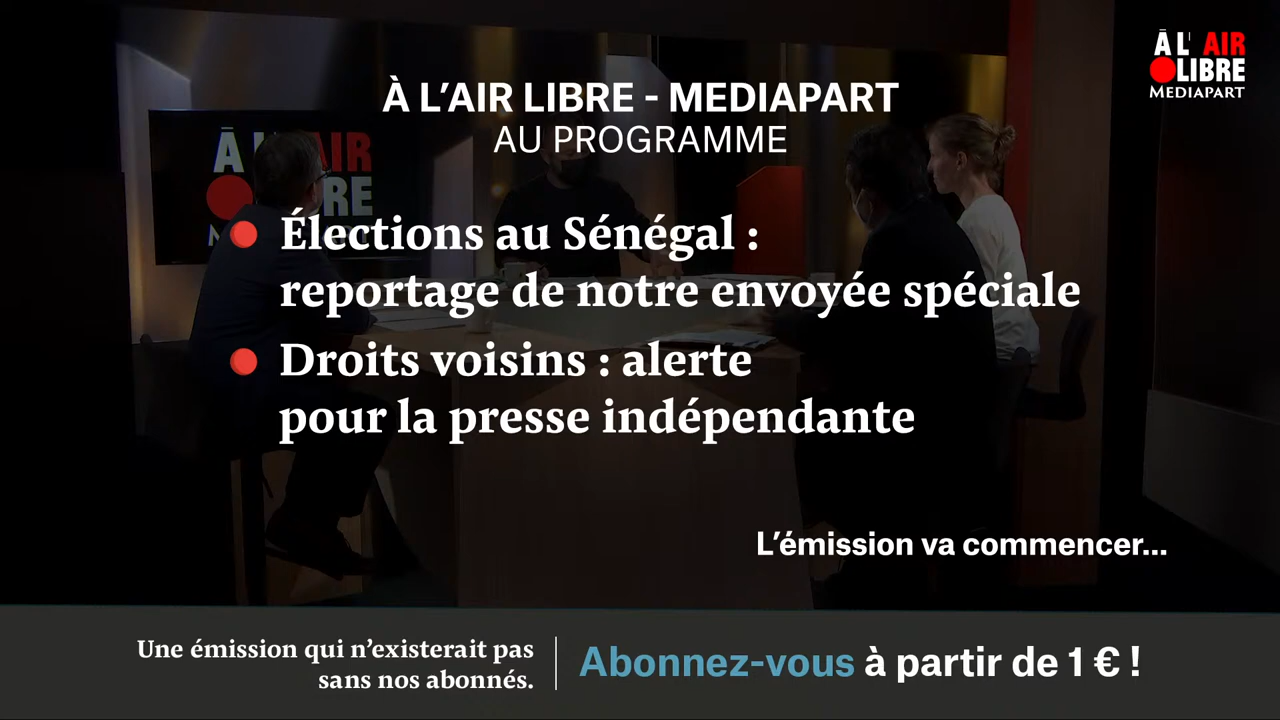 À L' AIR
LIBRE
MEDIAPART
À L’AIR LIBRE - MEDIAPART
AU PROGRAMME
À L' AIR
BRE
M
Élections au Sénégal :
reportage de notre envoyée spéciale
Droits voisins : alerte
pour la presse indépendante
L’émission va commencer...
Une émission qui n’existerait pas
sans nos abonnés.
Abonnez-vous à partir de 1 € !